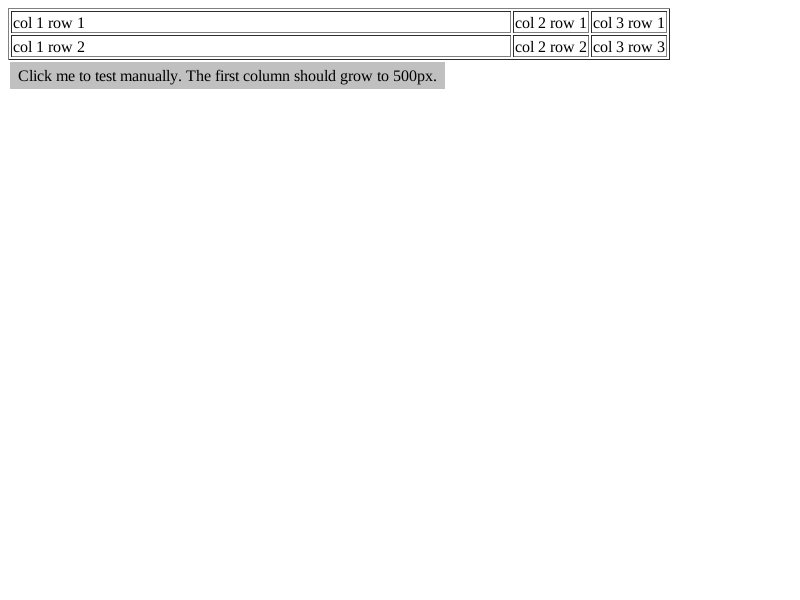 col 1 row 1 col 2 row 1 col 3 row 1
col 1 row 2 col 2 row 2 col 3 row 3
Click me to test manually. The first column should grow to 500px.